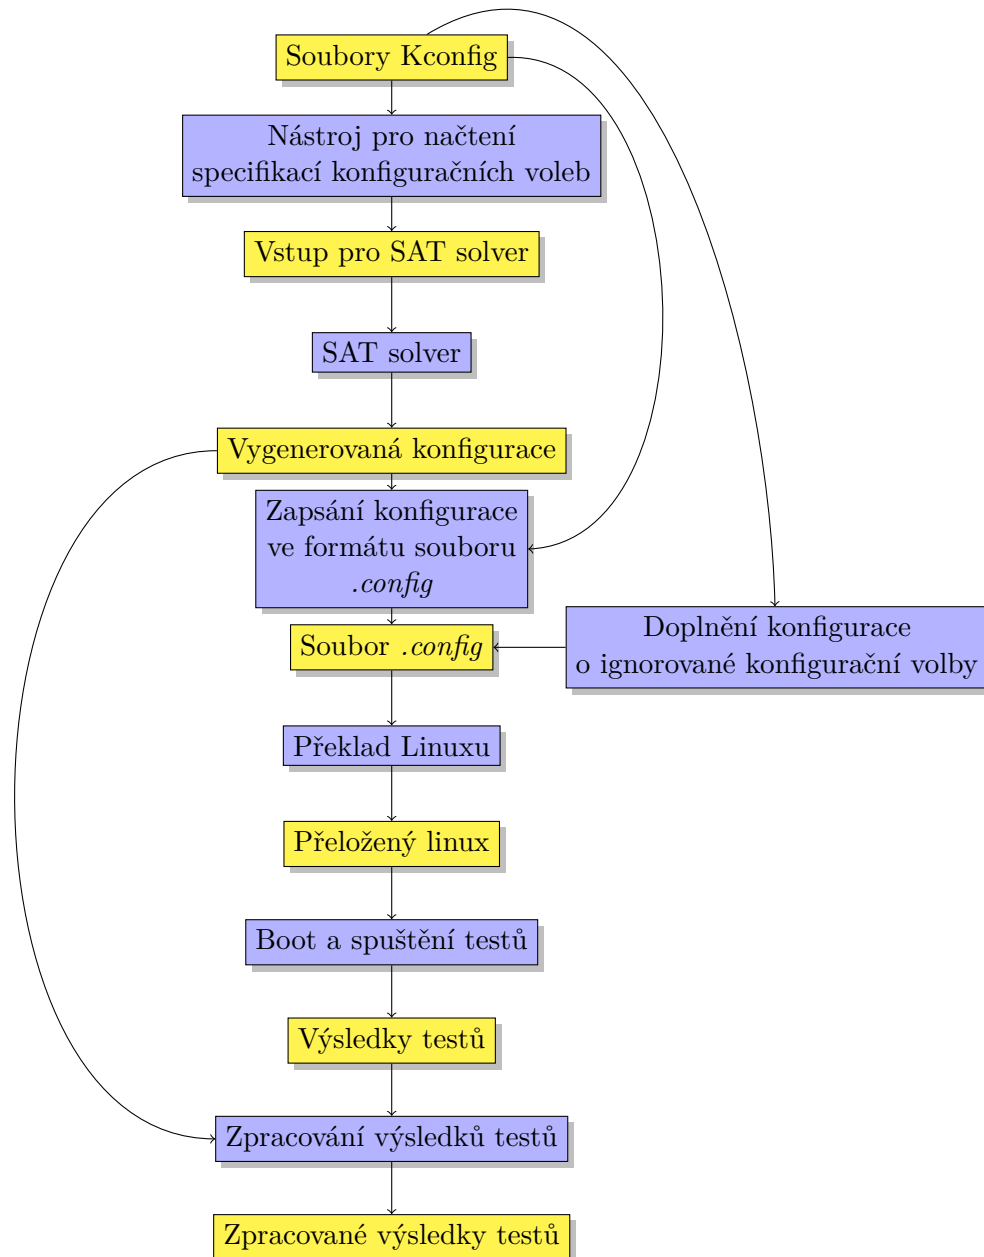 Soubory Kconfig
Nástroj pro načtení
specifikací konfiguračních voleb
Vstup pro SAT solver
SAT solver
Vygenerovaná konfigurace
Zapsání konfigurace
ve formátu souboru
.config
Doplnění konfigurace
o ignorované konfigurační volby
Soubor .config
Překlad Linuxu
Přeložený linux
Boot a spuštění testů
Výsledky testů
Zpracování výsledků testů
Zpracované výsledky testů